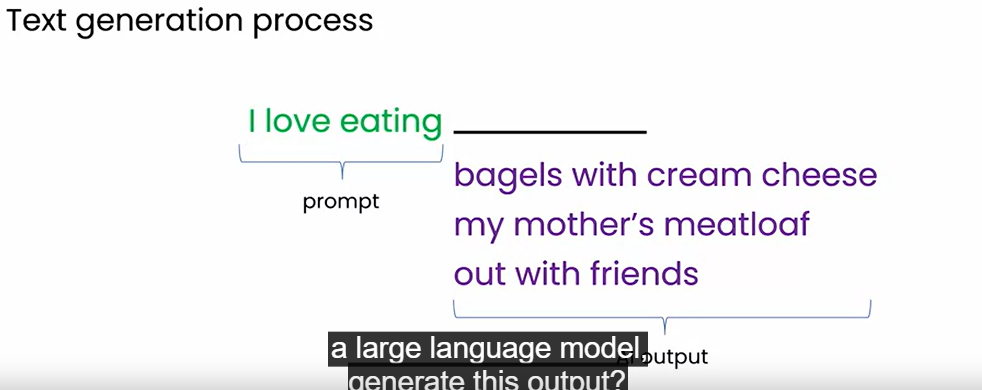 Text generation process
I love eating
prompt
bagels with cream cheese
my mother's meatloaf
out with friends
output
a large language model
generate this output?